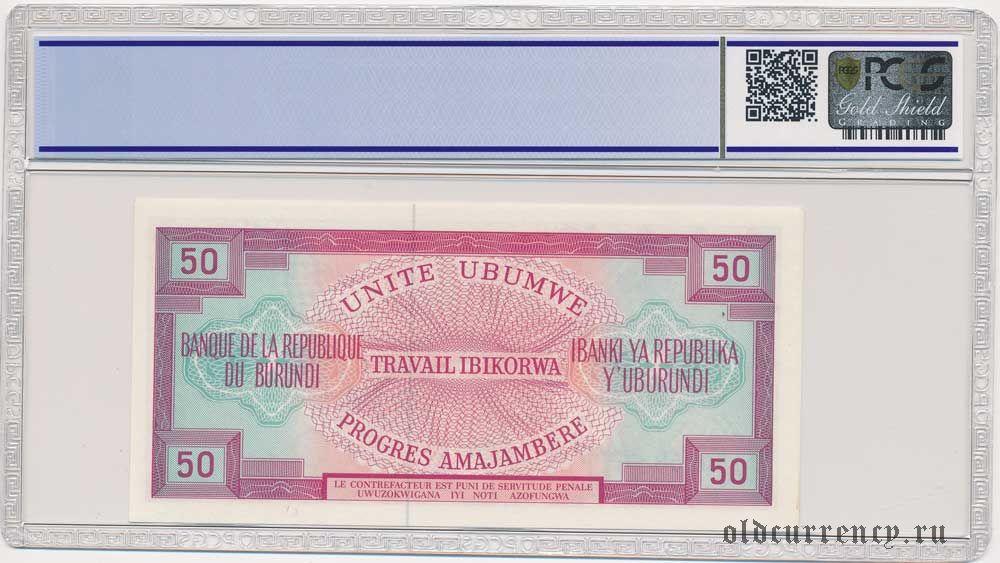 PCGS
PCGS
Gold Shield
GRADING
50
50
UNITE UBUMWE
BANQUE DE LA REPUBLIQUE
DU BURUNDI
TRAVAIL IBIKORWA
IBANKI YA REPUBLIKA
Y'UBURUNDI
PROGRES AMAJAMBERE
50
50
LE CONTREFACTEUR EST PUNI DE SERVITUDE PENALE
UWUZOKWIGANA IYI NOTI AZOFUNGWA
oldcurrency.ru